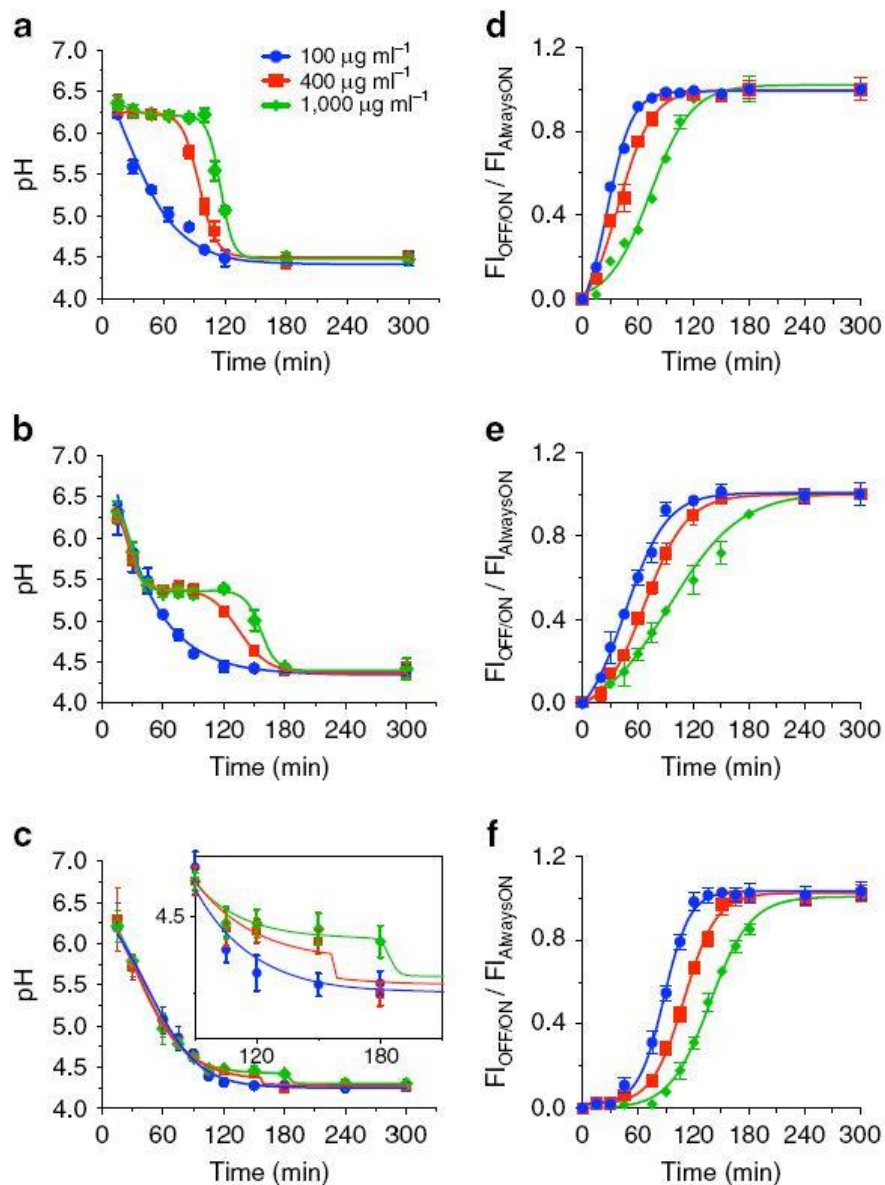 a
7.0
6.5
6.0
5.5
5.0
4.5
4.0
pH
0 60 120 180 240 300
Time (min)
100 μg ml⁻¹
400 μg ml⁻¹
1,000 μg ml⁻¹
d
1.2
0.8
0.4
0.0
FI_OFF/ON / FI_AlwaysON
0 60 120 180 240 300
Time (min)
b
7.0
6.5
6.0
5.5
5.0
4.5
4.0
pH
0 60 120 180 240 300
Time (min)
e
1.2
0.8
0.4
0.0
FI_OFF/ON / FI_AlwaysON
0 60 120 180 240 300
Time (min)
c
7.0
6.5
6.0
5.5
5.0
4.5
4.0
pH
0 60 120 180 240 300
Time (min)
4.5
120 180
f
1.2
0.8
0.4
0.0
FI_OFF/ON / FI_AlwaysON
0 60 120 180 240 300
Time (min)